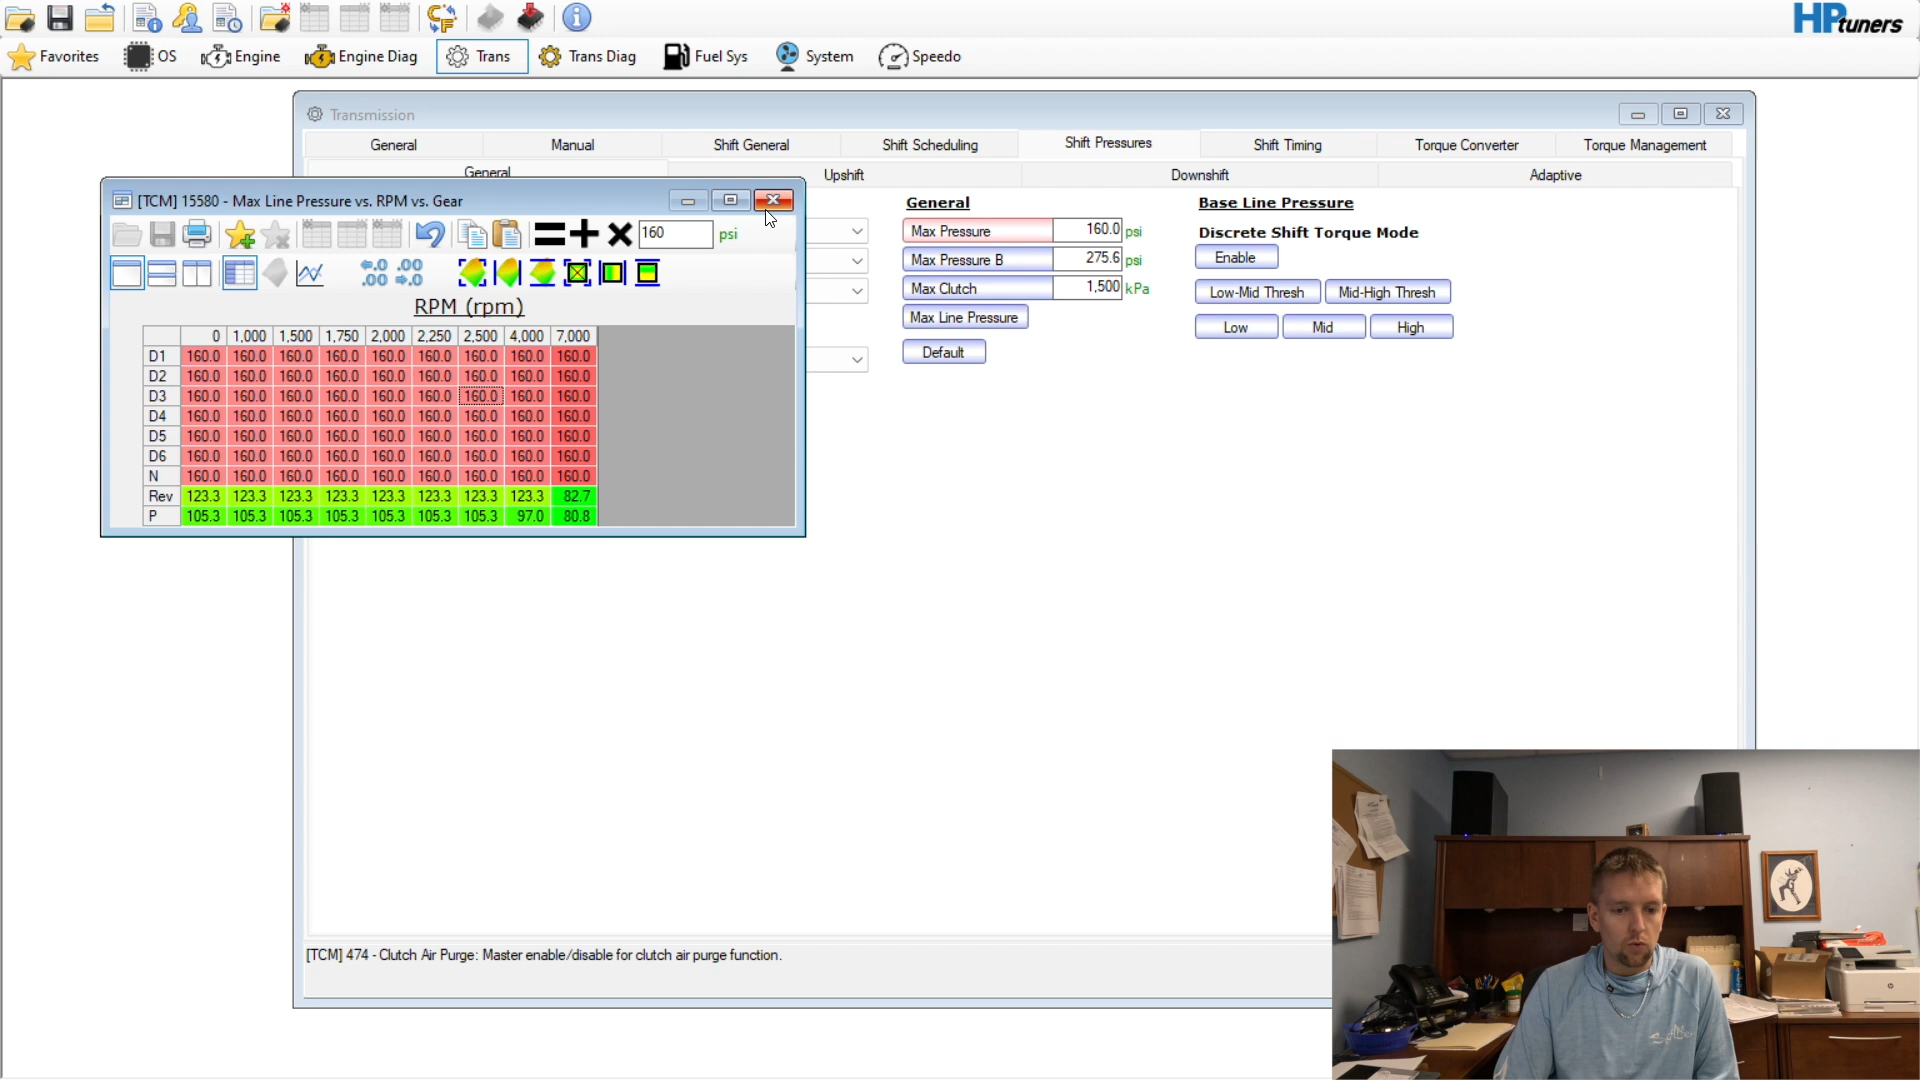 HPtuners
Favorites OS Engine Engine Diag Trans Trans Diag Fuel Sys System Speedo
Transmission
General Manual Shift General Shift Scheduling Shift Pressures Shift Timing Torque Converter Torque Management
General Upshift Downshift Adaptive
[TCM] 15580 - Max Line Pressure vs. RPM vs. Gear
160 psi
RPM (rpm)
0 1,000 1,500 1,750 2,000 2,250 2,500 4,000 7,000
D1 160.0 160.0 160.0 160.0 160.0 160.0 160.0 160.0 160.0
D2 160.0 160.0 160.0 160.0 160.0 160.0 160.0 160.0 160.0
D3 160.0 160.0 160.0 160.0 160.0 160.0 160.0 160.0 160.0
D4 160.0 160.0 160.0 160.0 160.0 160.0 160.0 160.0 160.0
D5 160.0 160.0 160.0 160.0 160.0 160.0 160.0 160.0 160.0
D6 160.0 160.0 160.0 160.0 160.0 160.0 160.0 160.0 160.0
N 160.0 160.0 160.0 160.0 160.0 160.0 160.0 160.0 160.0
Rev 123.3 123.3 123.3 123.3 123.3 123.3 123.3 123.3 82.7
P 105.3 105.3 105.3 105.3 105.3 105.3 105.3 97.0 80.8
General
Max Pressure 160.0 psi
Max Pressure B 275.6 psi
Max Clutch 1,500 kPa
Max Line Pressure
Default
Base Line Pressure
Discrete Shift Torque Mode
Enable
Low-Mid Thresh Mid-High Thresh
Low Mid High
[TCM] 474 - Clutch Air Purge: Master enable/disable for clutch air purge function.